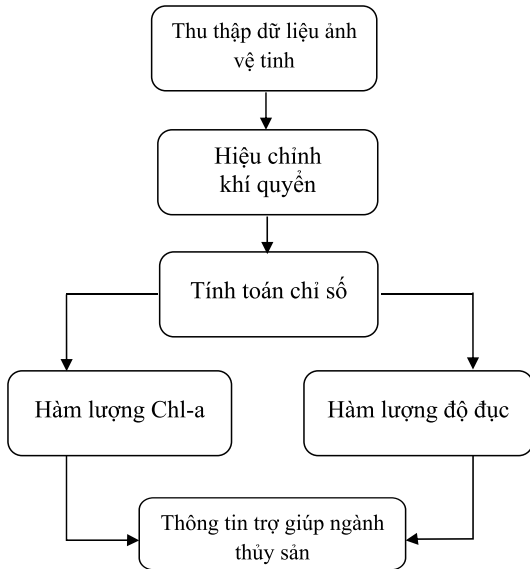 Thu thập dữ liệu ảnh
vệ tinh
Hiệu chỉnh
khí quyển
Tính toán chỉ số
Hàm lượng Chl-a
Hàm lượng độ đục
Thông tin trợ giúp ngành
thủy sản